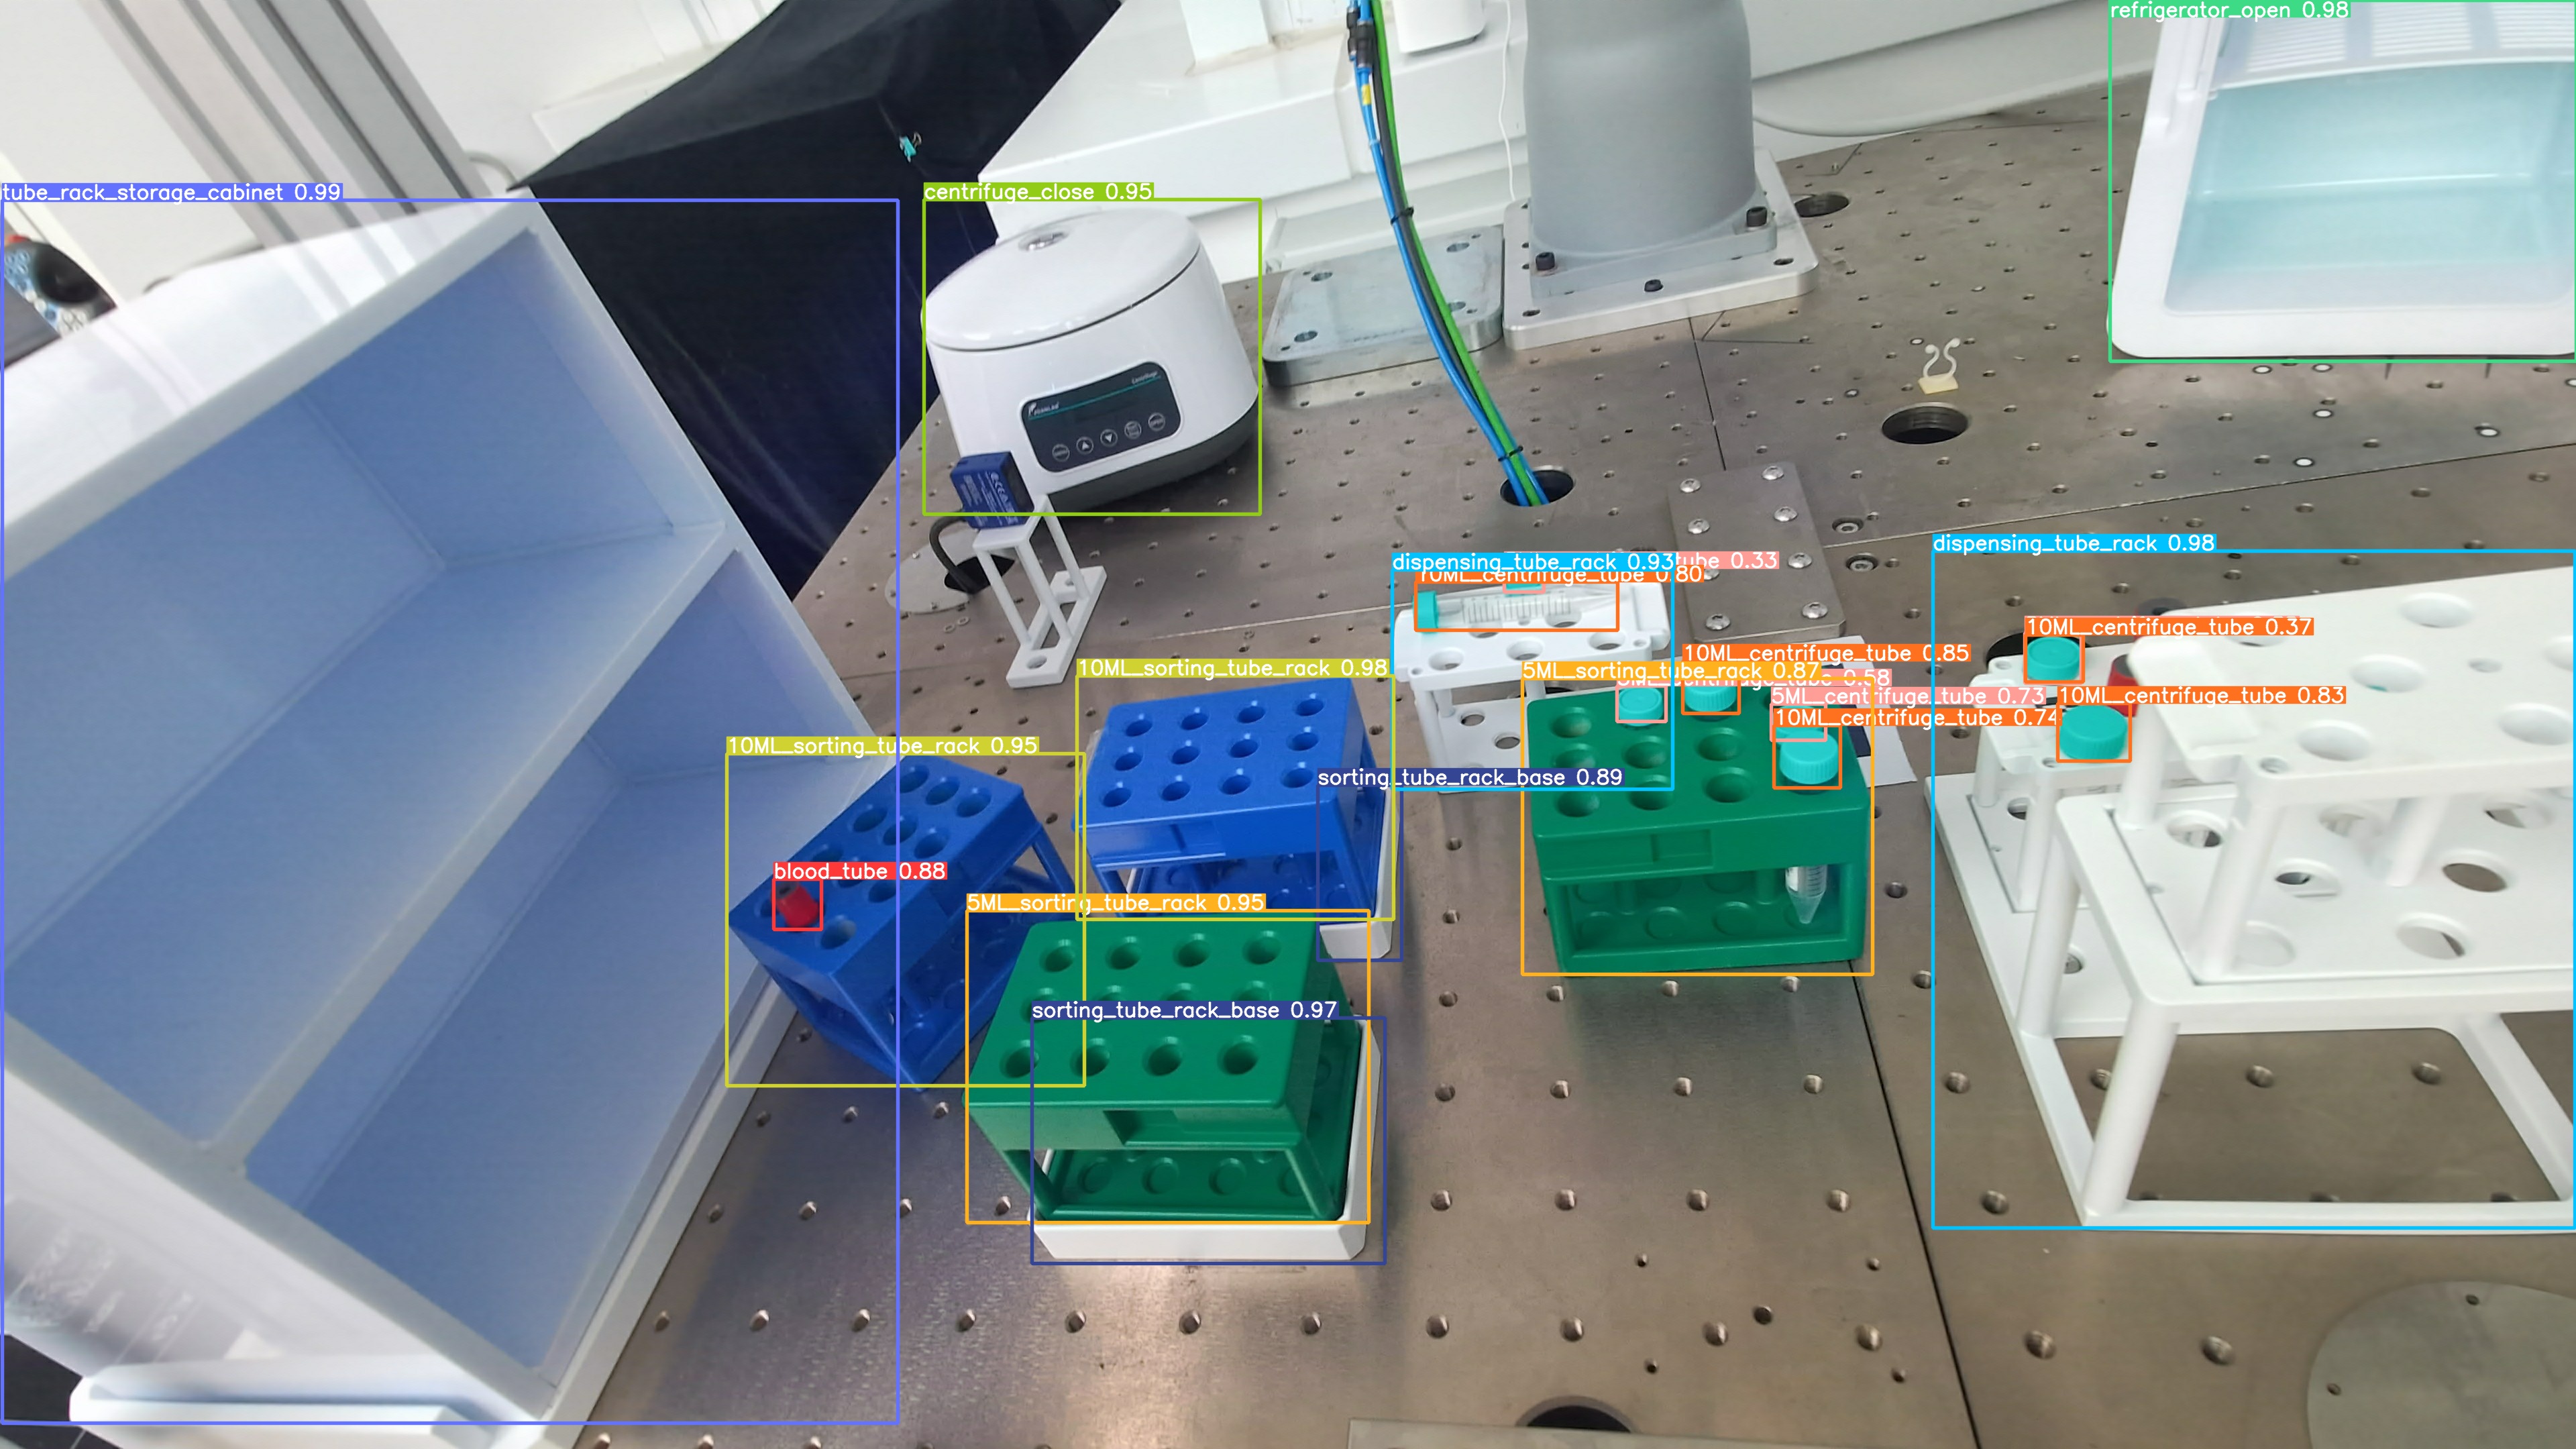 refrigerator_open 0.98
tube_rack_storage_cabinet 0.99
centrifuge_close 0.95
Centrifuge
dispensing_tube_rack 0.98
dispensing_tube_rack 0.93
tube 0.33
10ML_centrifuge_tube 0.80
10ML_centrifuge_tube 0.37
10ML_centrifuge_tube 0.85
10ML_sorting_tube_rack 0.98
5ML_sorting_tube_rack 0.87
0.58
5ML_centrifuge_tube 0.73
10ML_centrifuge_tube 0.83
10ML_centrifuge_tube 0.74
10ML_sorting_tube_rack 0.95
sorting_tube_rack_base 0.89
blood_tube 0.88
5ML_sorting_tube_rack 0.95
sorting_tube_rack_base 0.97